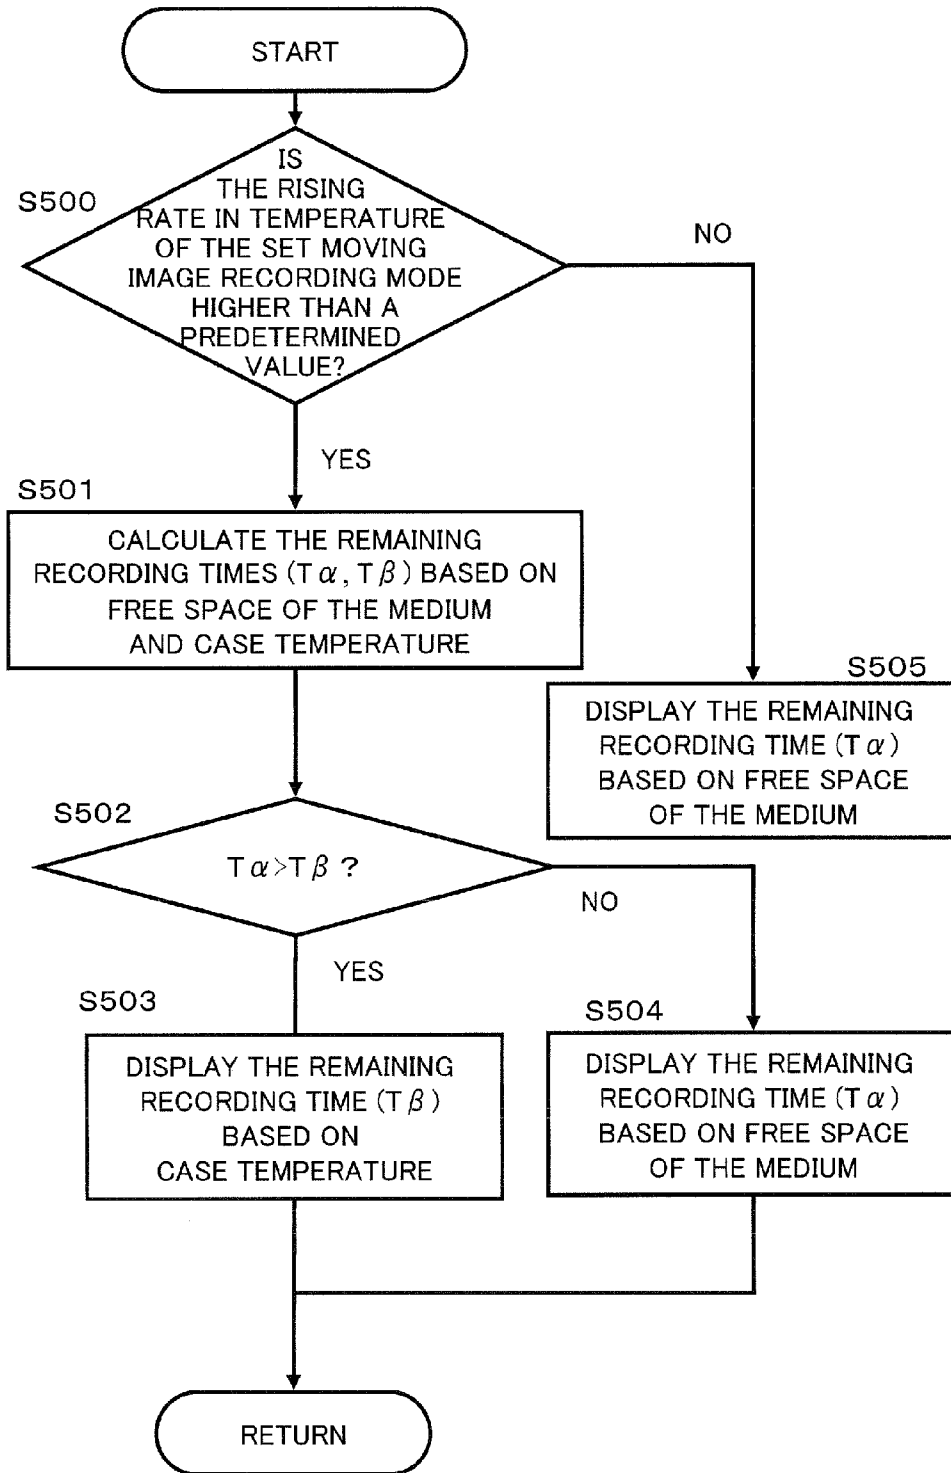 START
S500
IS
THE RISING
RATE IN TEMPERATURE
OF THE SET MOVING
IMAGE RECORDING MODE
HIGHER THAN A
PREDETERMINED
VALUE?
NO
YES
S501
CALCULATE THE REMAINING
RECORDING TIMES (Tα, Tβ) BASED ON
FREE SPACE OF THE MEDIUM
AND CASE TEMPERATURE
S505
DISPLAY THE REMAINING
RECORDING TIME (Tα)
BASED ON FREE SPACE
OF THE MEDIUM
S502
Tα>Tβ ?
NO
YES
S503
DISPLAY THE REMAINING
RECORDING TIME (Tβ)
BASED ON
CASE TEMPERATURE
S504
DISPLAY THE REMAINING
RECORDING TIME (Tα)
BASED ON FREE SPACE
OF THE MEDIUM
RETURN